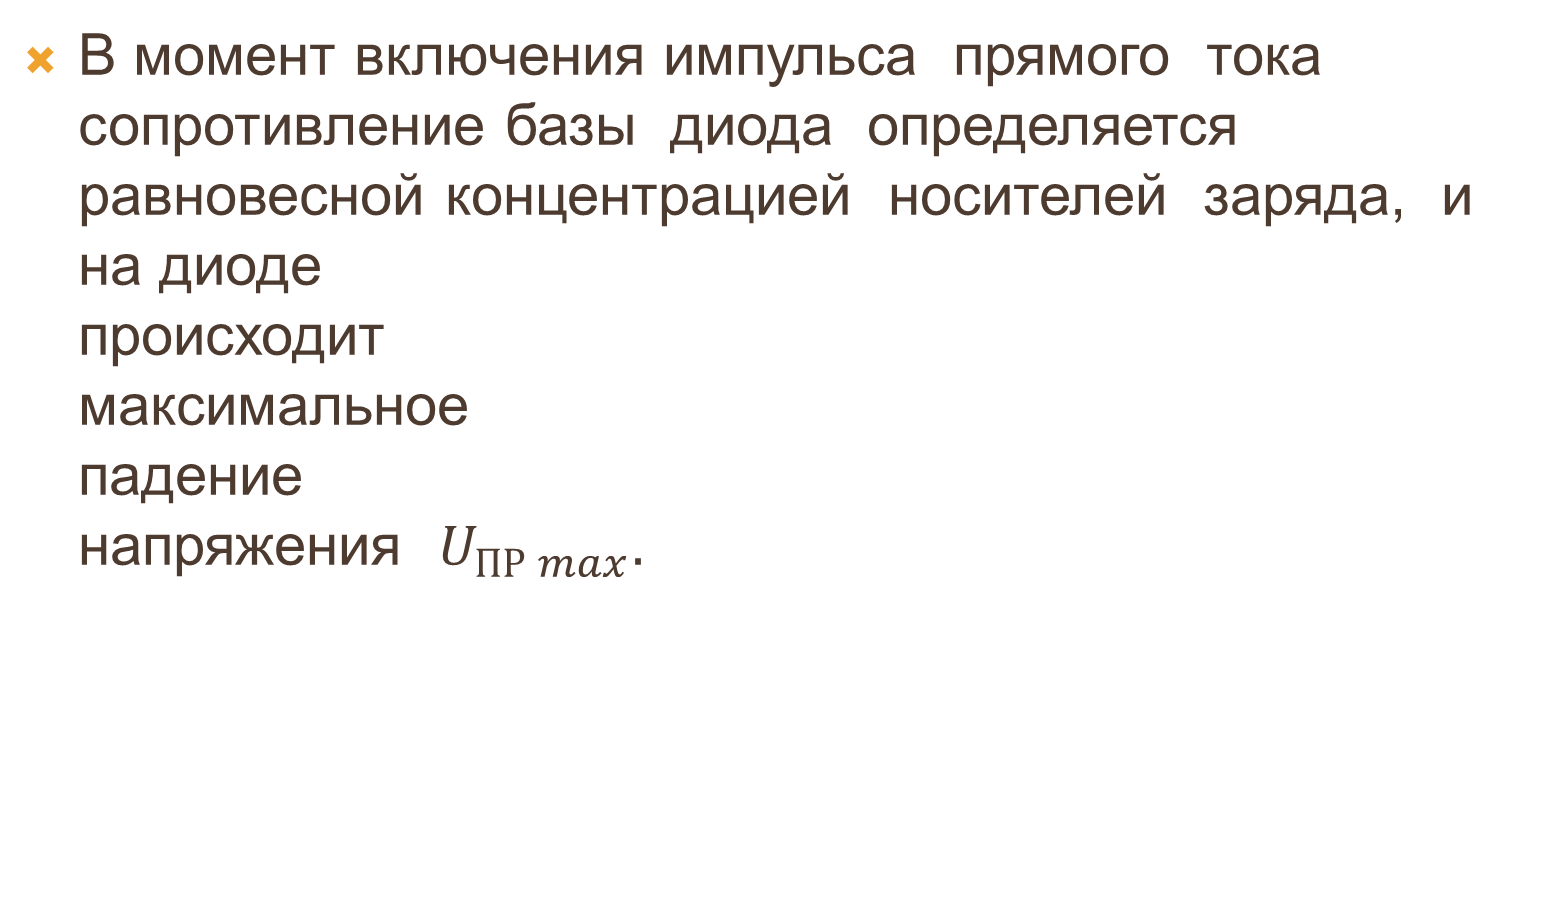 В момент включения импульса прямого тока
сопротивление базы диода определяется
равновесной концентрацией носителей заряда, и
на диоде
происходит
максимальное
падение
напряжения U_ПР max.